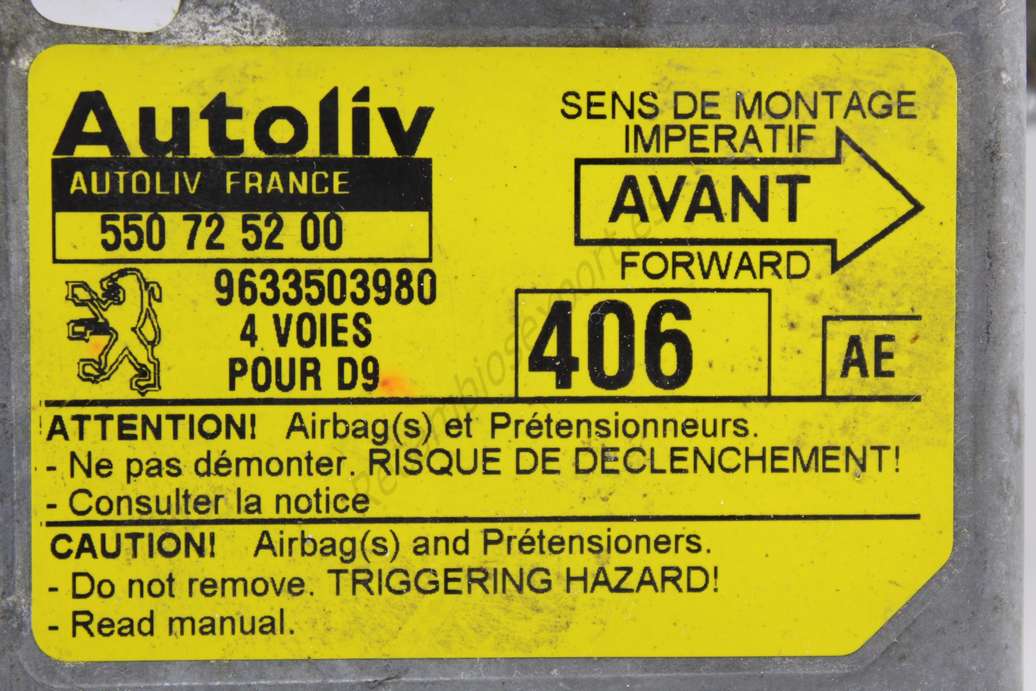 Autoliv
AUTOLIV FRANCE
550 72 52 00
9633503980
4 VOIES
POUR D9
SENS DE MONTAGE
IMPERATIF
AVANT
FORWARD
406
AE
ATTENTION! Airbag(s) et Prétensionneurs.
- Ne pas démonter. RISQUE DE DECLENCHEMENT!
- Consulter la notice
CAUTION! Airbag(s) and Prétensioners.
- Do not remove. TRIGGERING HAZARD!
- Read manual.